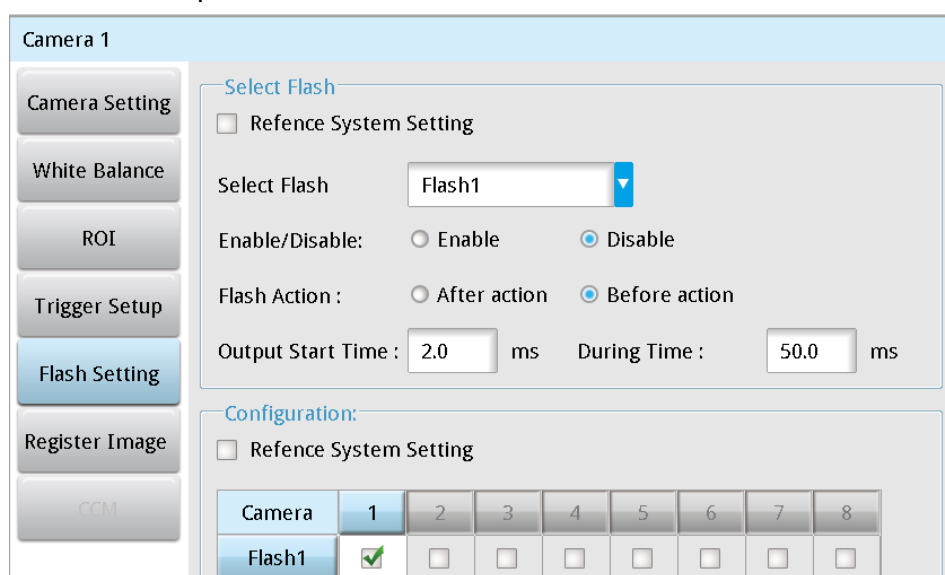 Camera 1
Camera Setting
White Balance
ROI
Trigger Setup
Flash Setting
Register Image
CCM
Select Flash
Refence System Setting
Select Flash Flash1
Enable/Disable: Enable Disable
Flash Action : After action Before action
Output Start Time : 2.0 ms During Time : 50.0 ms
Configuration:
Refence System Setting
Camera 1 2 3 4 5 6 7 8
Flash1